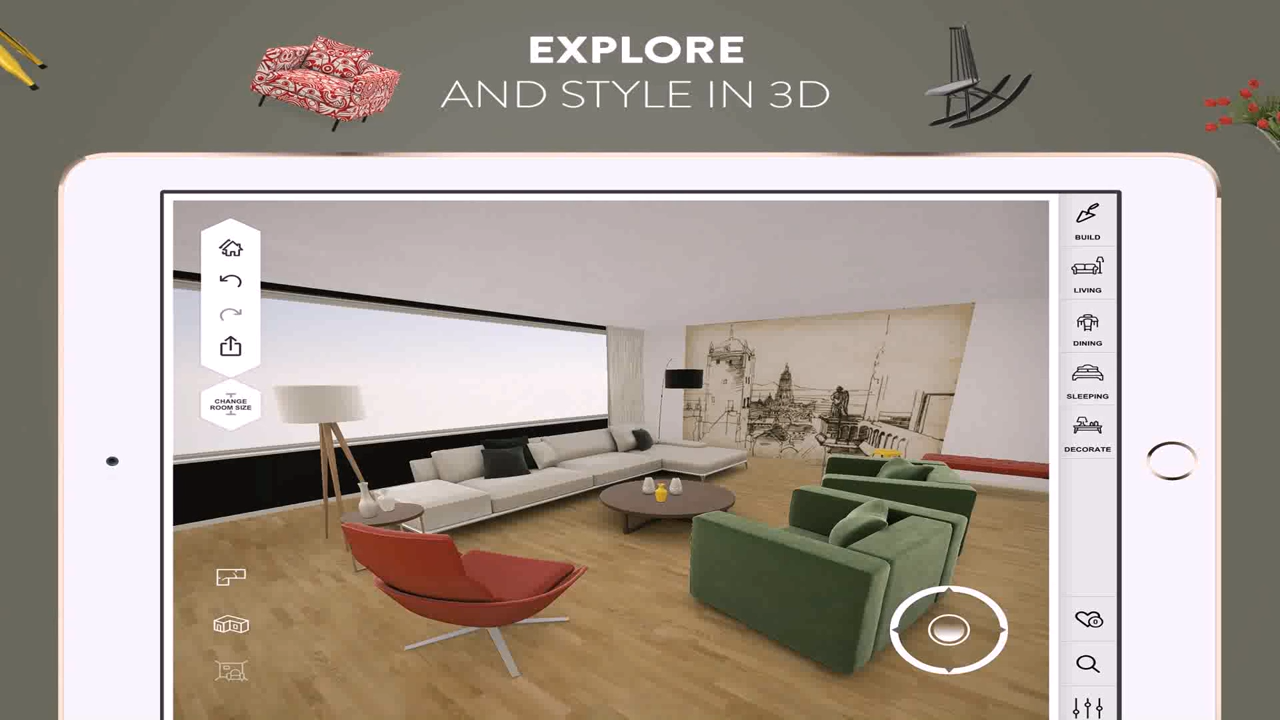 EXPLORE
AND STYLE IN 3D
BUILD
LIVING
DINING
SLEEPING
DECORATE
CHANGE
ROOM SIZE